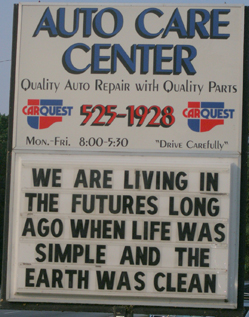 AUTO CARE
CENTER
Quality Auto Repair with Quality Parts
CARQUEST 525-1928 CARQUEST
Mon.-Fri. 8:00-5:30 "Drive Carefully"
WE ARE LIVING IN
THE FUTURES LONG
AGO WHEN LIFE WAS
SIMPLE AND THE
EARTH WAS CLEAN